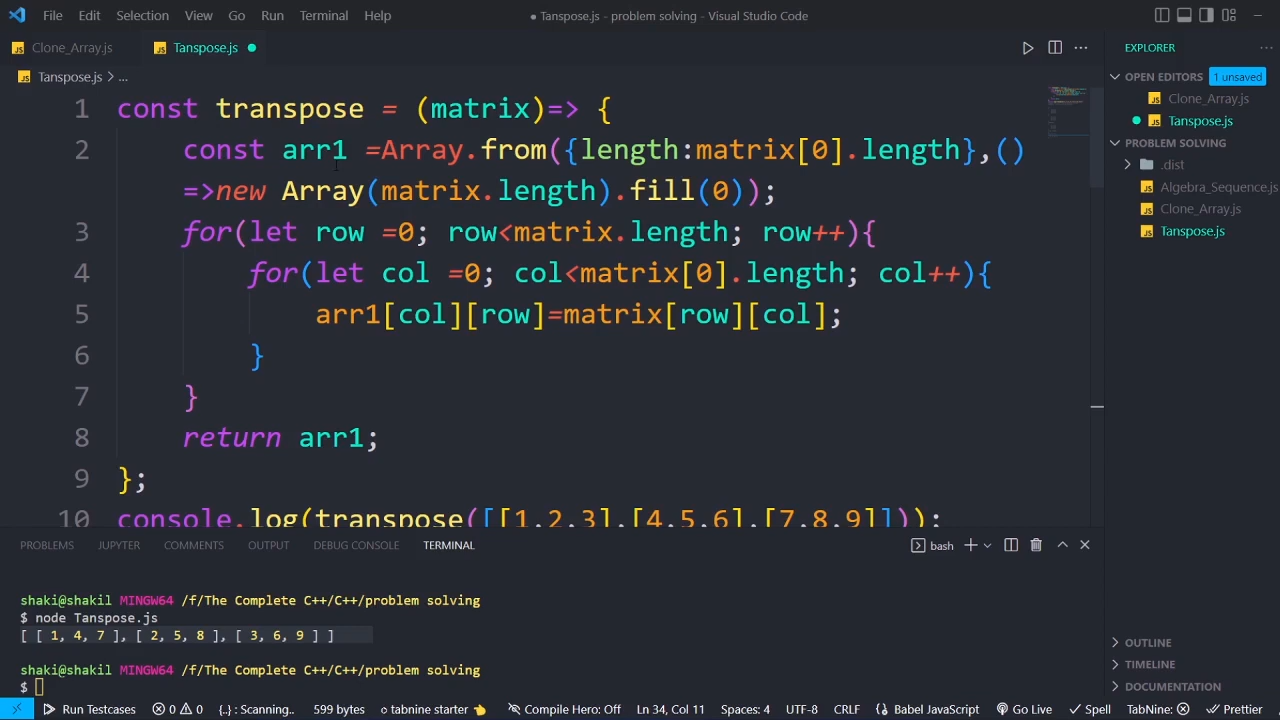 File Edit Selection View Go Run Terminal Help
● Tanspose.js - problem solving - Visual Studio Code
JS Clone_Array.js
JS Tanspose.js ●
JS Tanspose.js > ...
1 const transpose = (matrix)=> {
2 const arr1 =Array.from({length:matrix[0].length},()
=>new Array(matrix.length).fill(0));
3 for(let row =0; row<matrix.length; row++){
4 for(let col =0; col<matrix[0].length; col++){
5 arr1[col][row]=matrix[row][col];
6 }
7 }
8 return arr1;
9 };
10 console.log(transpose([[1,2,3],[4,5,6],[7,8,9]]));
EXPLORER ...
OPEN EDITORS 1 unsaved
JS Clone_Array.js
● JS Tanspose.js
PROBLEM SOLVING
.dist
JS Algebra_Sequence.js
JS Clone_Array.js
JS Tanspose.js
OUTLINE
TIMELINE
DOCUMENTATION
PROBLEMS JUPYTER COMMENTS OUTPUT DEBUG CONSOLE TERMINAL
bash
shaki@shakil MINGW64 /f/The Complete C++/C++/problem solving
$ node Tanspose.js
[ [ 1, 4, 7 ], [ 2, 5, 8 ], [ 3, 6, 9 ] ]
shaki@shakil MINGW64 /f/The Complete C++/C++/problem solving
$
Run Testcases 0 0 {..} : Scanning.. 599 bytes tabnine starter 👈 Compile Hero: Off Ln 34, Col 11 Spaces: 4 UTF-8 CRLF Babel JavaScript Go Live Spell TabNine: Prettier